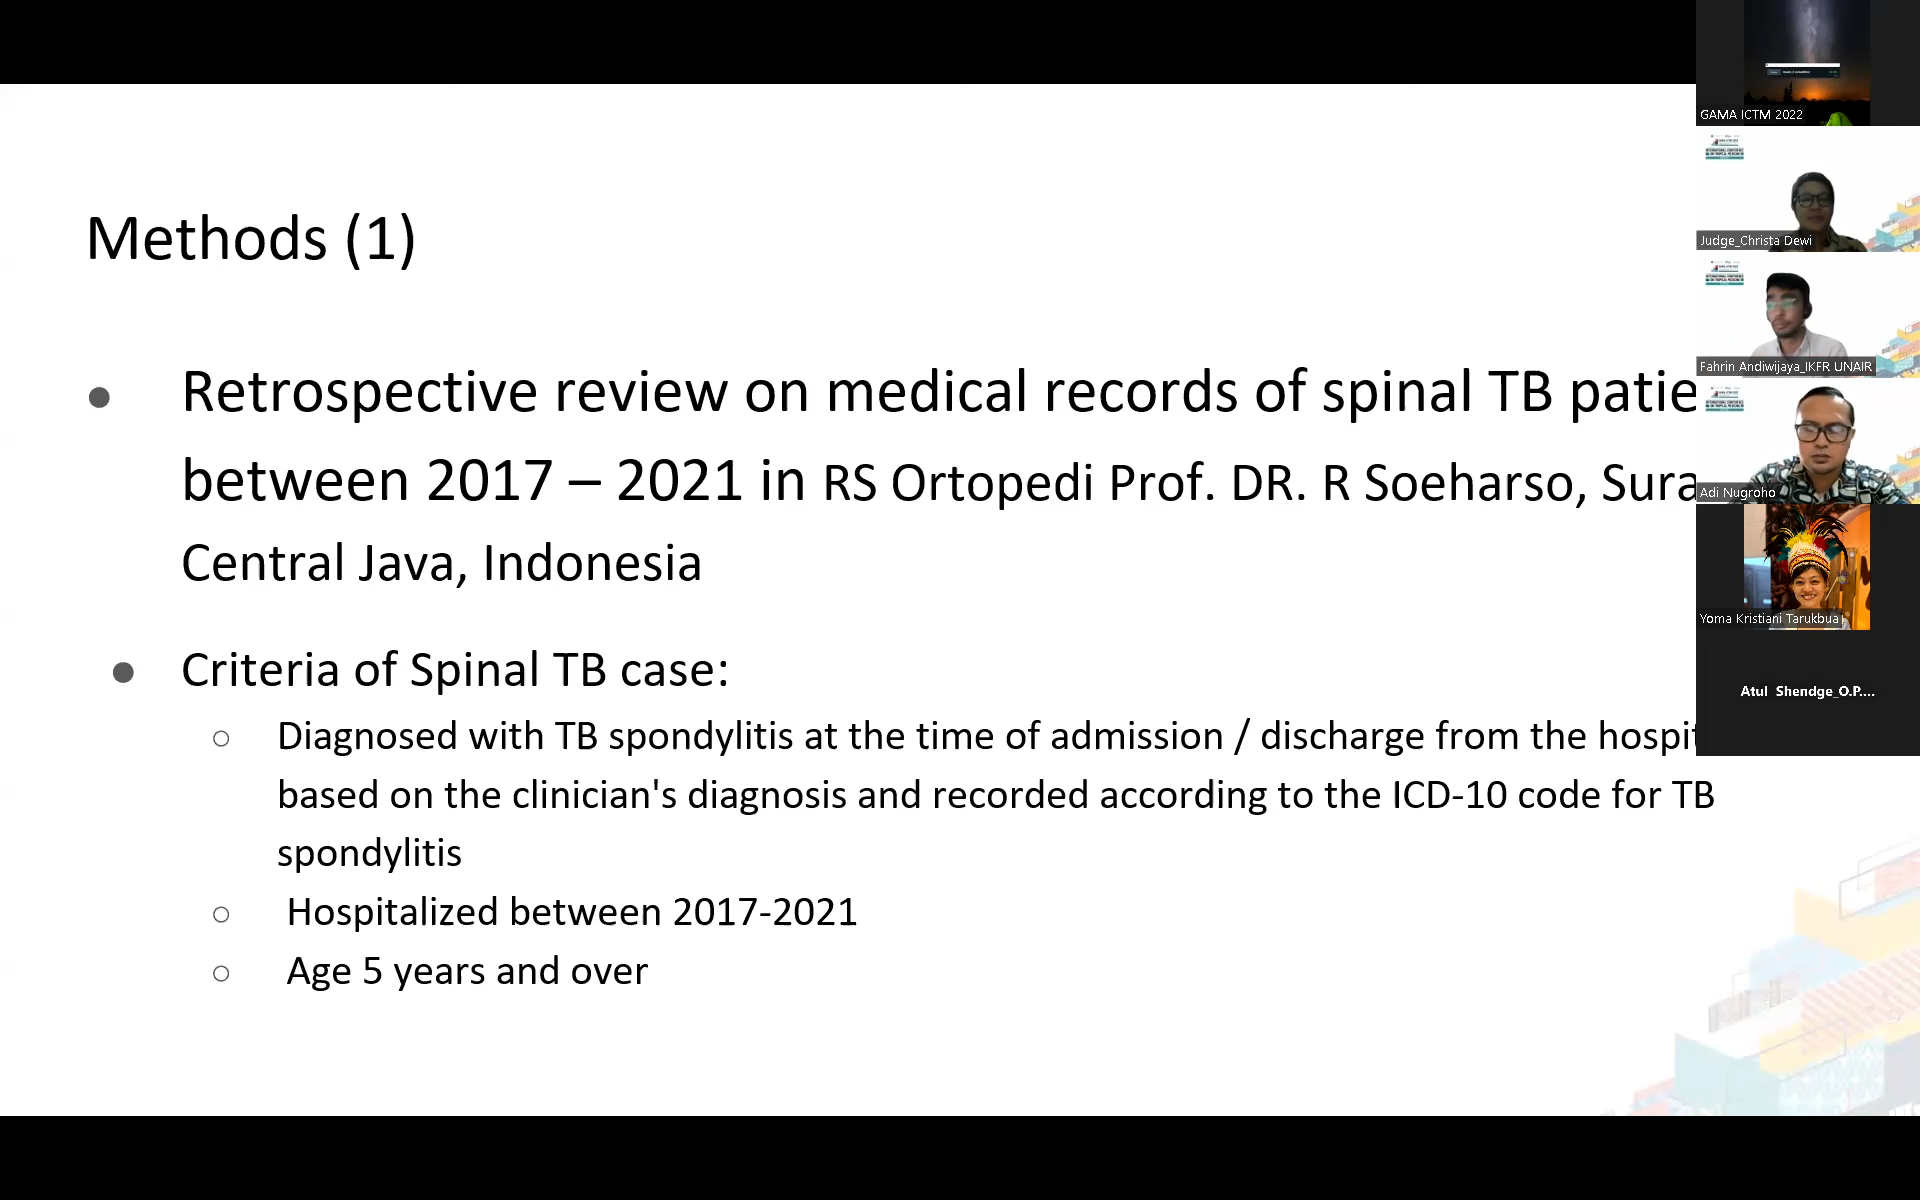 Methods (1)
Retrospective review on medical records of spinal TB patie
between 2017 – 2021 in RS Ortopedi Prof. DR. R Soeharso, Sura
Central Java, Indonesia
Criteria of Spinal TB case:
Diagnosed with TB spondylitis at the time of admission / discharge from the hospit
based on the clinician's diagnosis and recorded according to the ICD-10 code for TB
spondylitis
Hospitalized between 2017-2021
Age 5 years and over
GAMA ICTM 2022
Judge_Christa Dewi
Fahrin Andiwijaya_IKFR UNAIR
Adi Nugroho
Yoma Kristiani Tarukbua
Atul Shendge_O.P....